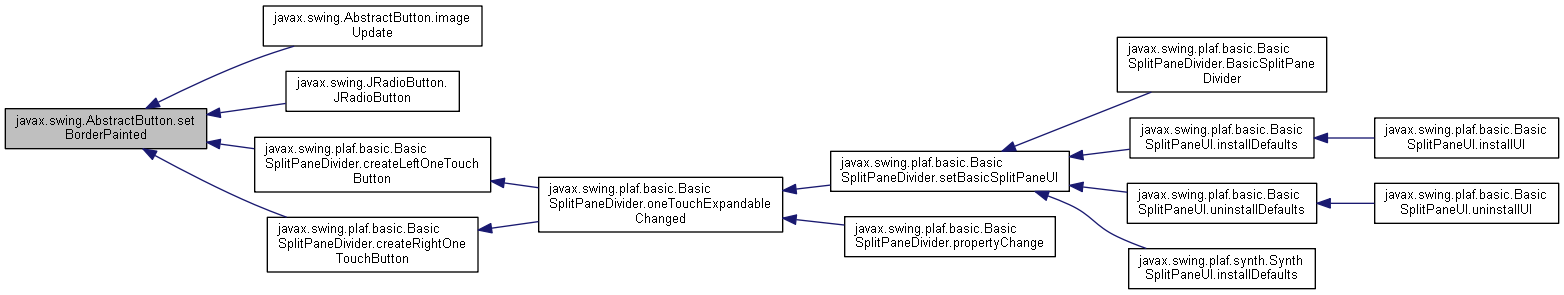 javax.swing.AbstractButton.set
BorderPainted
javax.swing.AbstractButton.image
Update
javax.swing.JRadioButton.
JRadioButton
javax.swing.plaf.basic.Basic
SplitPaneDivider.createLeftOneTouch
Button
javax.swing.plaf.basic.Basic
SplitPaneDivider.createRightOne
TouchButton
javax.swing.plaf.basic.Basic
SplitPaneDivider.oneTouchExpandable
Changed
javax.swing.plaf.basic.Basic
SplitPaneDivider.setBasicSplitPaneUI
javax.swing.plaf.basic.Basic
SplitPaneDivider.propertyChange
javax.swing.plaf.basic.Basic
SplitPaneDivider.BasicSplitPane
Divider
javax.swing.plaf.basic.Basic
SplitPaneUI.installDefaults
javax.swing.plaf.basic.Basic
SplitPaneUI.installUI
javax.swing.plaf.basic.Basic
SplitPaneUI.uninstallDefaults
javax.swing.plaf.basic.Basic
SplitPaneUI.uninstallUI
javax.swing.plaf.synth.Synth
SplitPaneUI.installDefaults